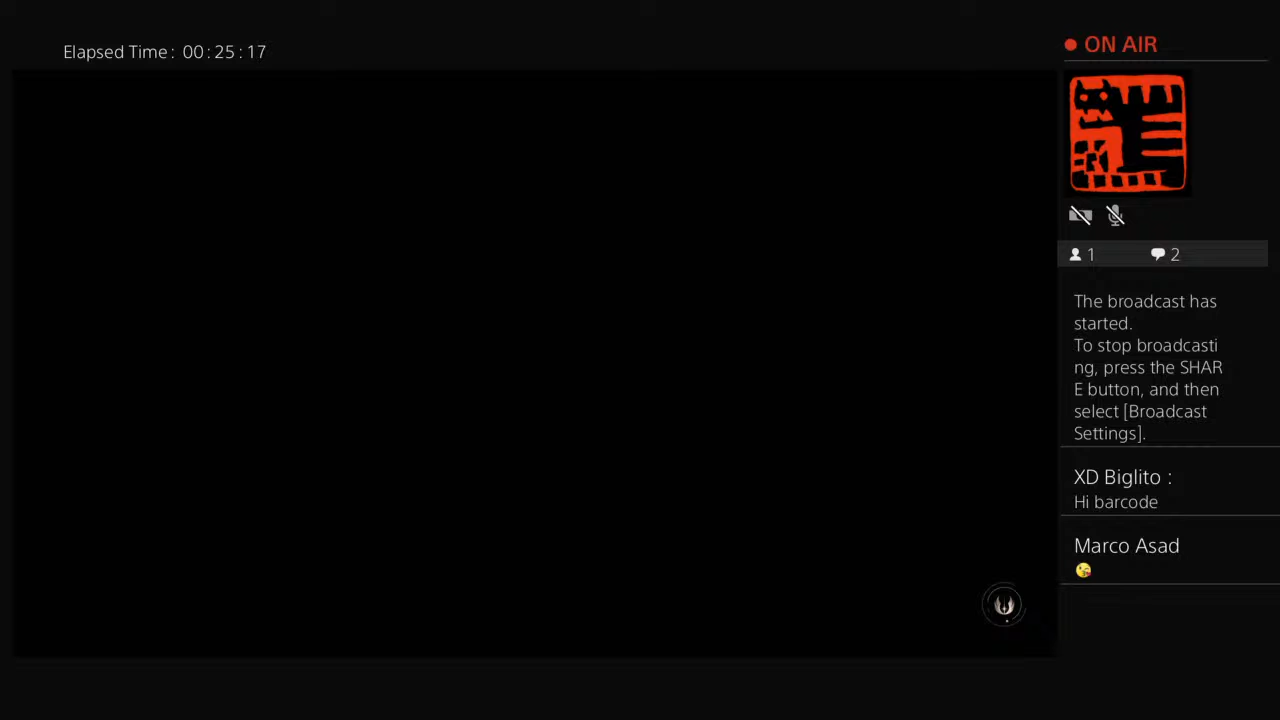 Elapsed Time: 00:25:17
ON AIR
1 2
The broadcast has
started.
To stop broadcasti
ng, press the SHAR
E button, and then
select [Broadcast
Settings].
XD Biglito :
Hi barcode
Marco Asad
😘